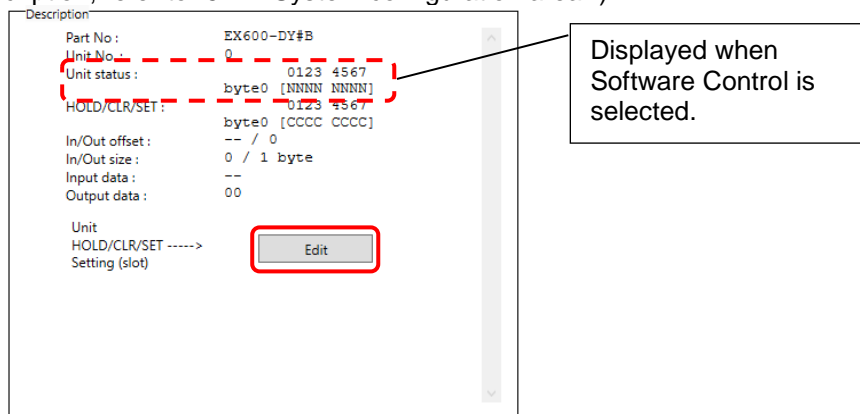 Description
Part No : EX600-DY#B
Unit No. : 0
Unit status : 0123 4567
byte0 [NNNN NNNN]
HOLD/CLR/SET : 0123 4567
byte0 [CCCC CCCC]
In/Out offset : -- / 0
In/Out size : 0 / 1 byte
Input data : --
Output data : 00
Unit
HOLD/CLR/SET ----->
Setting (slot)
Edit
Displayed when
Software Control is
selected.